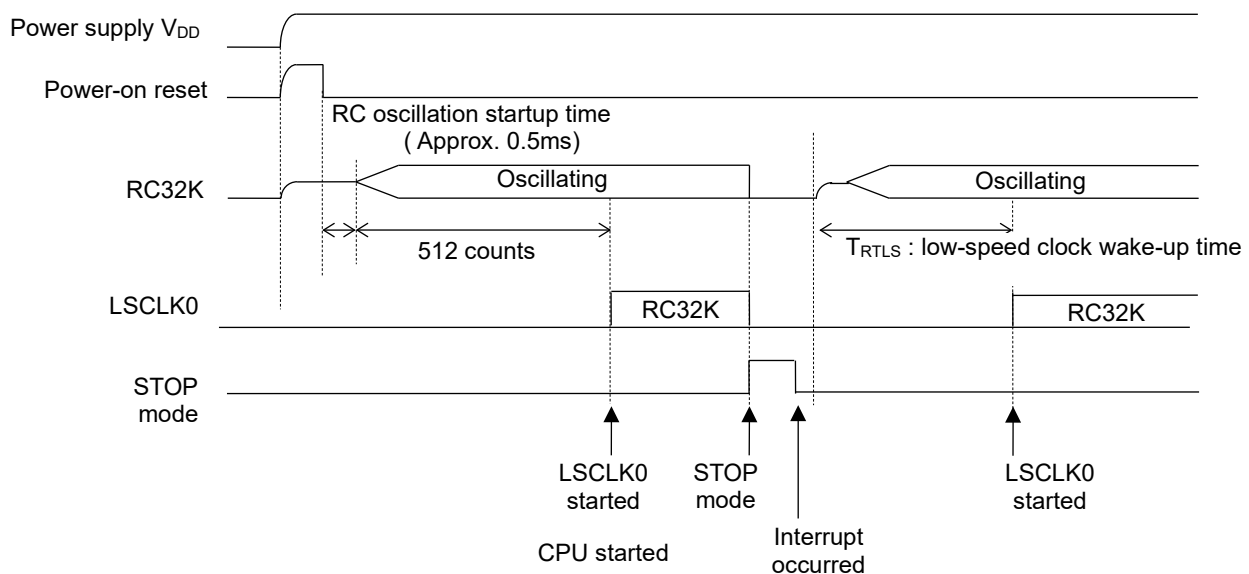 Power supply VDD
Power-on reset
RC oscillation startup time
( Approx. 0.5ms)
RC32K
Oscillating
Oscillating
512 counts
TRTLS : low-speed clock wake-up time
LSCLK0
RC32K
RC32K
STOP
mode
LSCLK0
started
STOP
mode
LSCLK0
started
CPU started
Interrupt
occurred